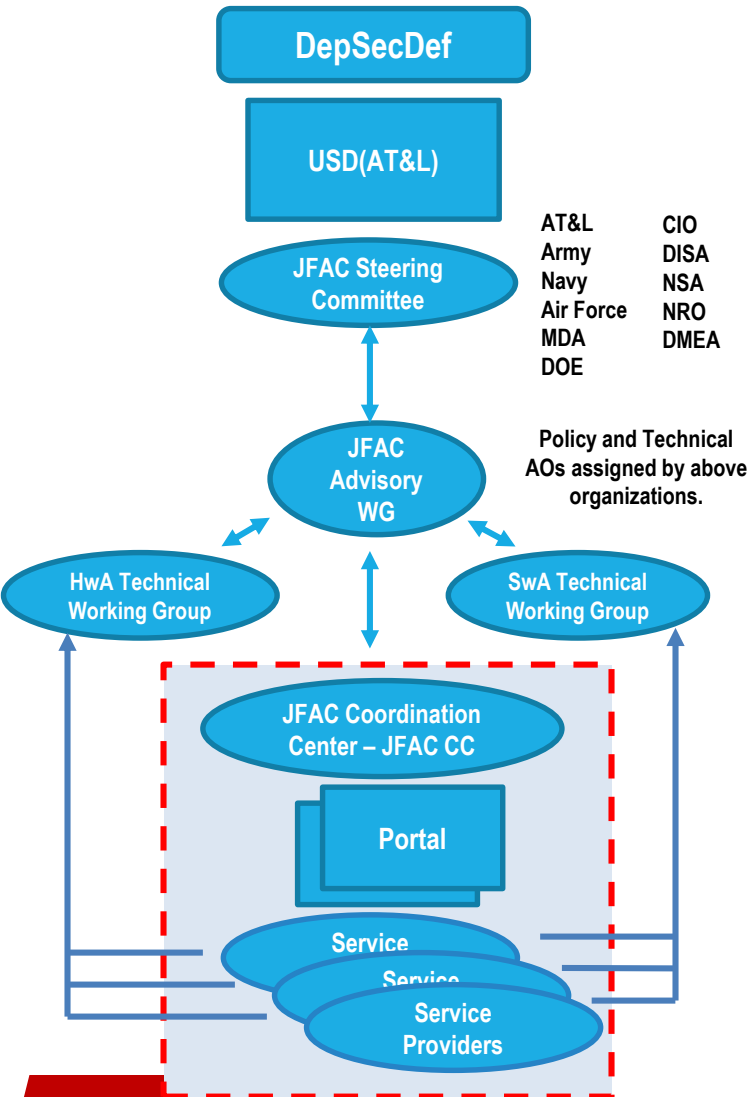 DepSecDef
USD(AT&L)
JFAC Steering
Committee
AT&L
Army
Navy
Air Force
MDA
DOE
CIO
DISA
NSA
NRO
DMEA
JFAC
Advisory
WG
Policy and Technical
AOs assigned by above
organizations.
HwA Technical
Working Group
SwA Technical
Working Group
JFAC Coordination
Center – JFAC CC
Portal
Service
Service
Service
Providers